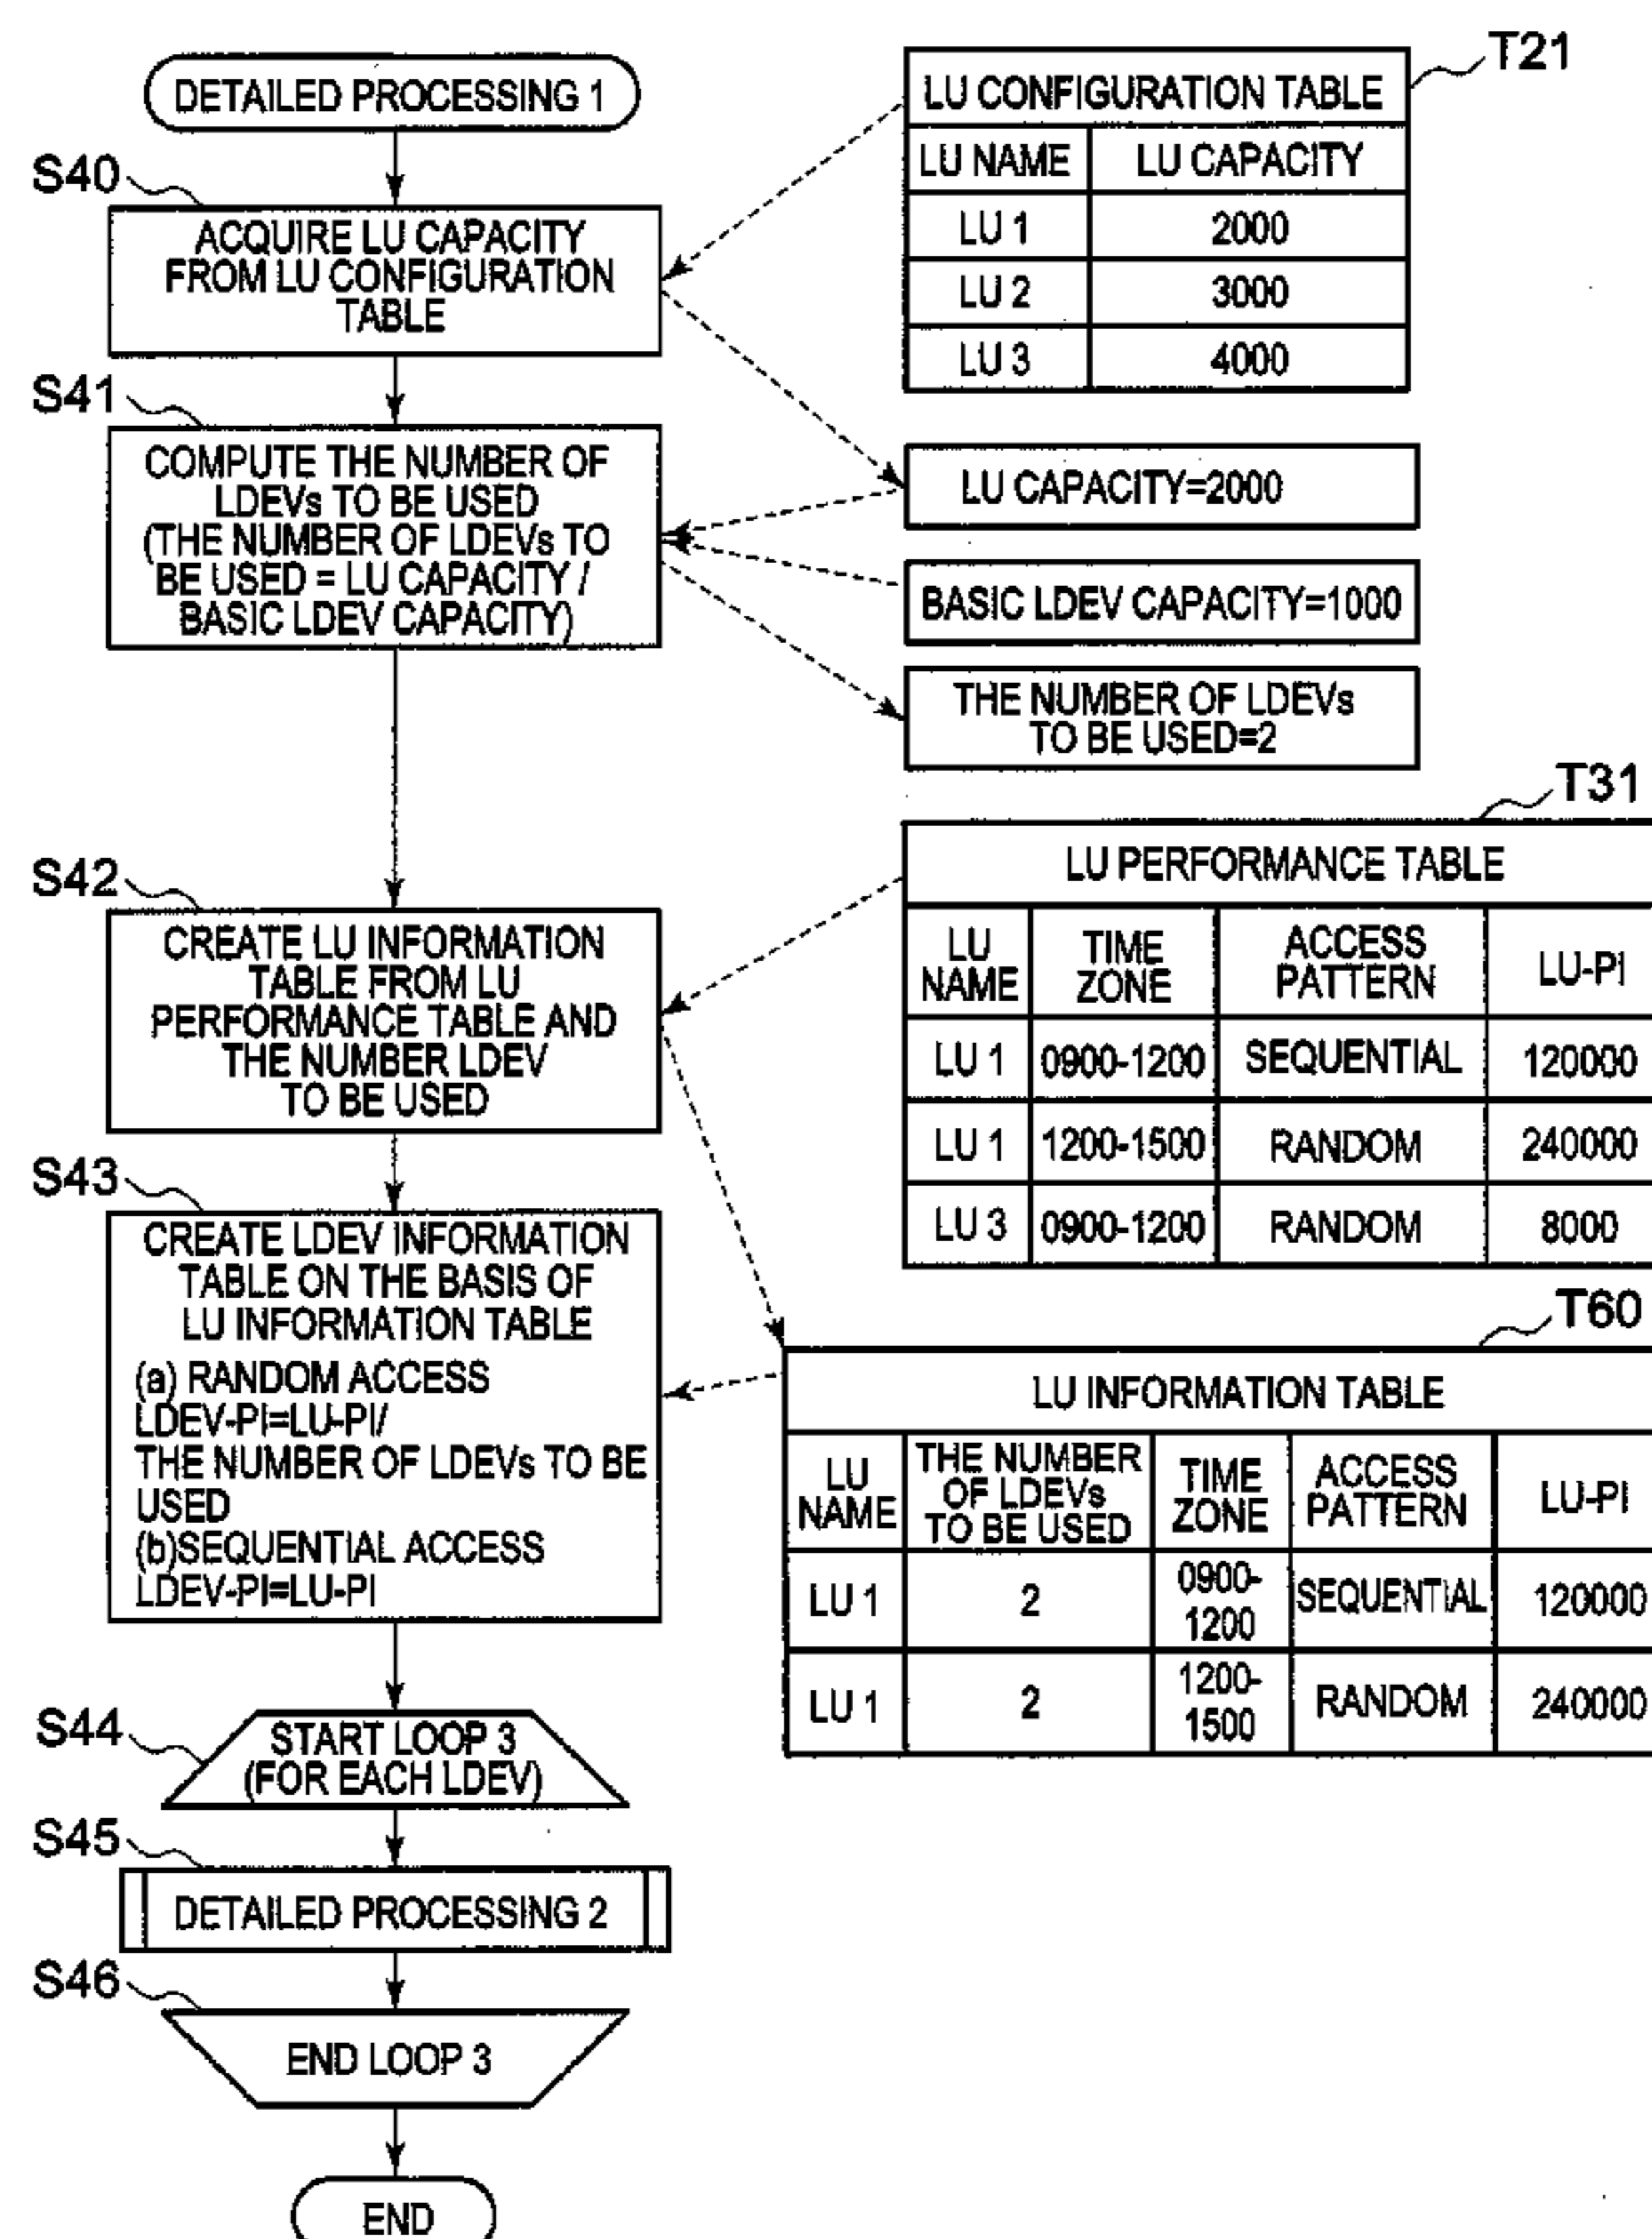 DETAILED PROCESSING 1
S40
ACQUIRE LU CAPACITY
FROM LU CONFIGURATION
TABLE
S41
COMPUTE THE NUMBER OF
LDEVs TO BE USED
(THE NUMBER OF LDEVs TO
BE USED = LU CAPACITY /
BASIC LDEV CAPACITY)
S42
CREATE LU INFORMATION
TABLE FROM LU
PERFORMANCE TABLE AND
THE NUMBER LDEV
TO BE USED
S43
CREATE LDEV INFORMATION
TABLE ON THE BASIS OF
LU INFORMATION TABLE
(a) RANDOM ACCESS
LDEV-PI=LU-PI/
THE NUMBER OF LDEVs TO BE
USED
(b)SEQUENTIAL ACCESS
LDEV-PI=LU-PI
S44
START LOOP 3
(FOR EACH LDEV)
S45
DETAILED PROCESSING 2
S46
END LOOP 3
END
T21
LU CONFIGURATION TABLE
LU NAME LU CAPACITY
LU 1 2000
LU 2 3000
LU 3 4000
LU CAPACITY=2000
BASIC LDEV CAPACITY=1000
THE NUMBER OF LDEVs
TO BE USED=2
T31
LU PERFORMANCE TABLE
LU NAME TIME ZONE ACCESS PATTERN LU-PI
LU 1 0900-1200 SEQUENTIAL 120000
LU 1 1200-1500 RANDOM 240000
LU 3 0900-1200 RANDOM 8000
T60
LU INFORMATION TABLE
LU NAME THE NUMBER OF LDEVs TO BE USED TIME ZONE ACCESS PATTERN LU-PI
LU 1 2 0900-1200 SEQUENTIAL 120000
LU 1 2 1200-1500 RANDOM 240000